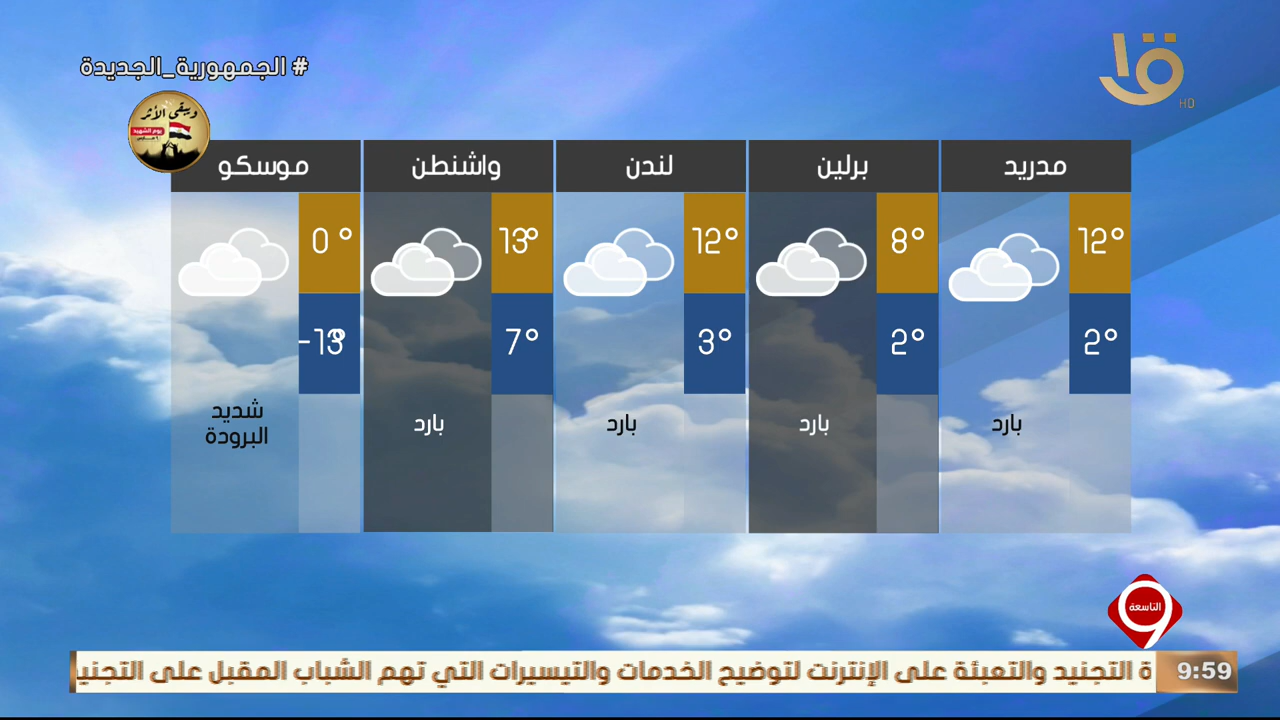 # الجمهورية_الجديدة
HD
ويبقى الأثر
يوم الشهيد
مدريد
12°
2°
بارد
برلين
8°
2°
بارد
لندن
12°
3°
بارد
واشنطن
13°
7°
بارد
موسكو
0 °
-13°
شديد
البرودة
التاسعة
9
9:59
ة التجنيد والتعبئة على الإنترنت لتوضيح الخدمات والتيسيرات التي تهم الشباب المقبل على التجنيد